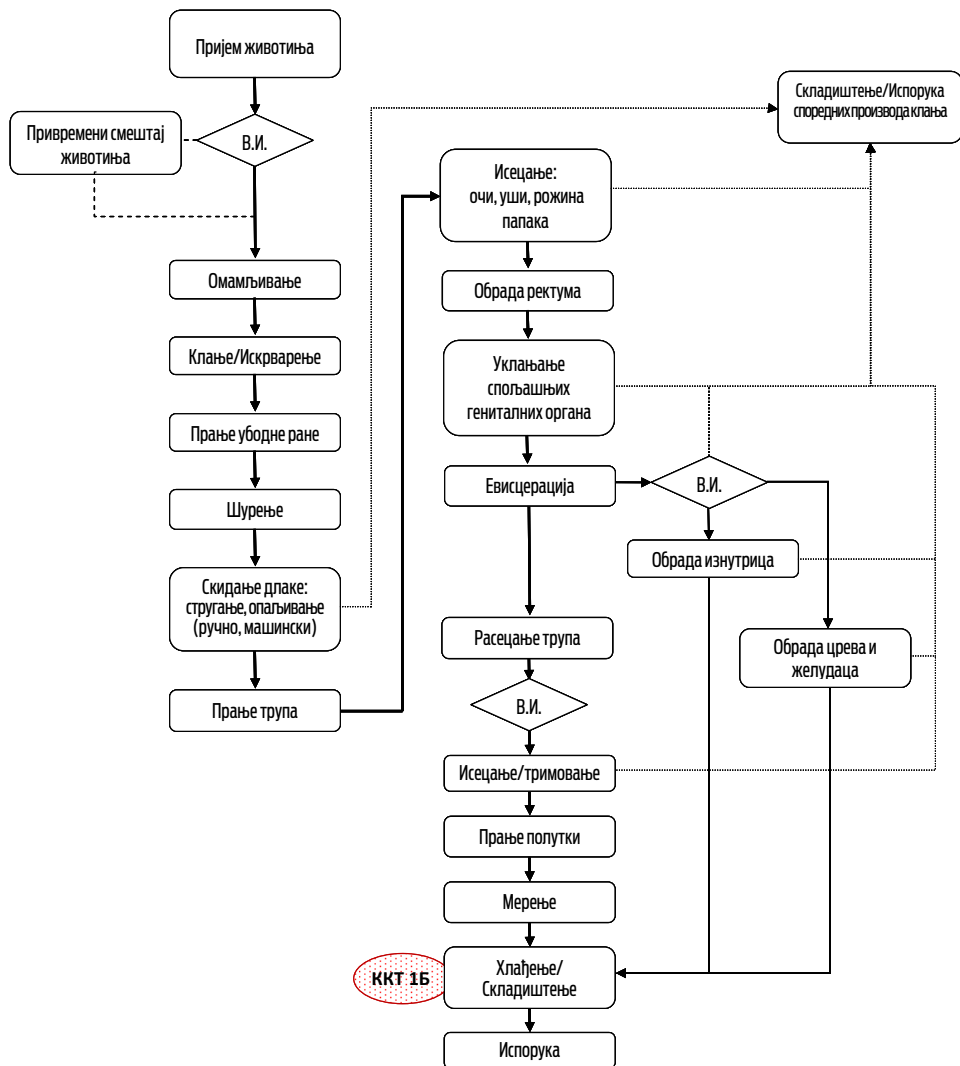 Пријем животиња
Привремени смештај
животиња
В.И.
Омамљивање
Клање/Искрварење
Прање убодне ране
Шурење
Скидање длаке:
стругање, опаљивање
(ручно, машински)
Прање трупа
Исецање:
очи, уши, рожина
папака
Обрада ректума
Уклањање
спољашњих
гениталних органа
Евисцерација
В.И.
Обрада изнутрица
Обрада црева и
желудаца
Расецање трупа
В.И.
Исецање/тримовање
Прање полутки
Мерење
ККТ 1Б
Хлађење/
Складиштење
Испорука
Складиштење/Испорука
споредних производа клања